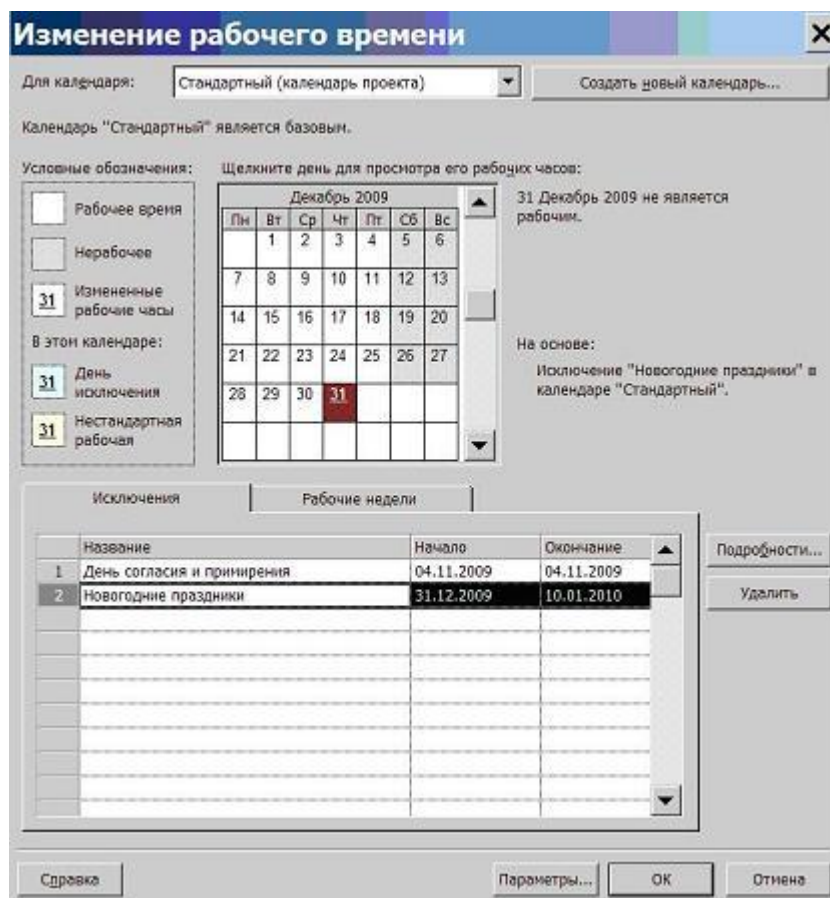 Изменение рабочего времени
Для календаря: Стандартный (календарь проекта) Создать новый календарь...
Календарь "Стандартный" является базовым.
Условные обозначения:
Рабочее время
Нерабочее
31 Измененные
рабочие часы
В этом календаре:
31 День
исключения
31 Нестандартная
рабочая
Щелкните день для просмотра его рабочих часов:
Декабрь 2009
Пн Вт Ср Чт Пт Сб Вс
1 2 3 4 5 6
7 8 9 10 11 12 13
14 15 16 17 18 19 20
21 22 23 24 25 26 27
28 29 30 31
31 Декабрь 2009 не является
рабочим.
На основе:
Исключение "Новогодние праздники" в
календаре "Стандартный".
Исключения Рабочие недели
Название Начало Окончание
1 День согласия и примирения 04.11.2009 04.11.2009
2 Новогодние праздники 31.12.2009 10.01.2010
Подробности...
Удалить
Справка Параметры... ОК Отмена